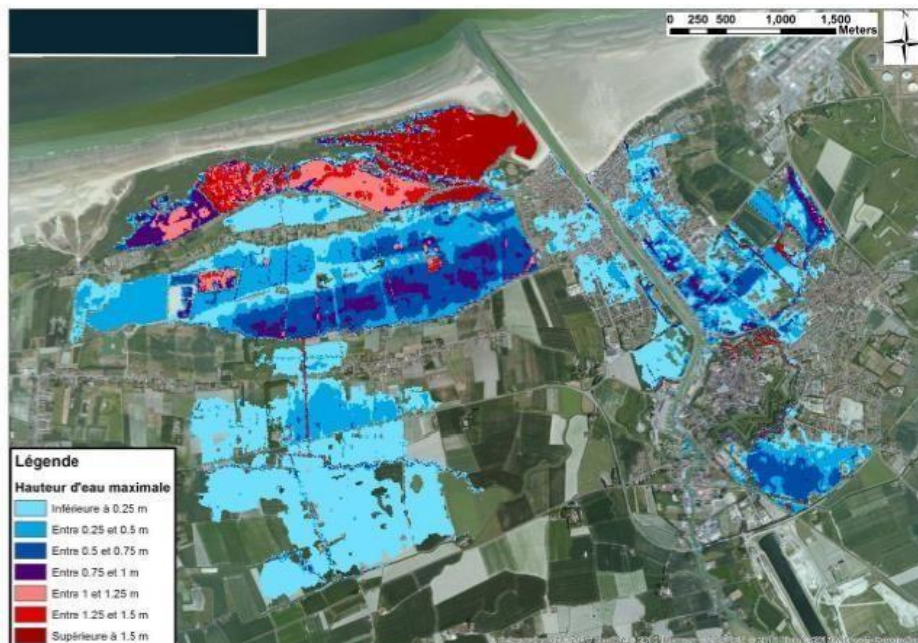 0 250 500 1,000 1,500
Meters
N
Légende
Hauteur d'eau maximale
Inférieure à 0.25 m
Entre 0.25 et 0.5 m
Entre 0.5 et 0.75 m
Entre 0.75 et 1 m
Entre 1 et 1.25 m
Entre 1.25 et 1.5 m
Supérieure à 1.5 m